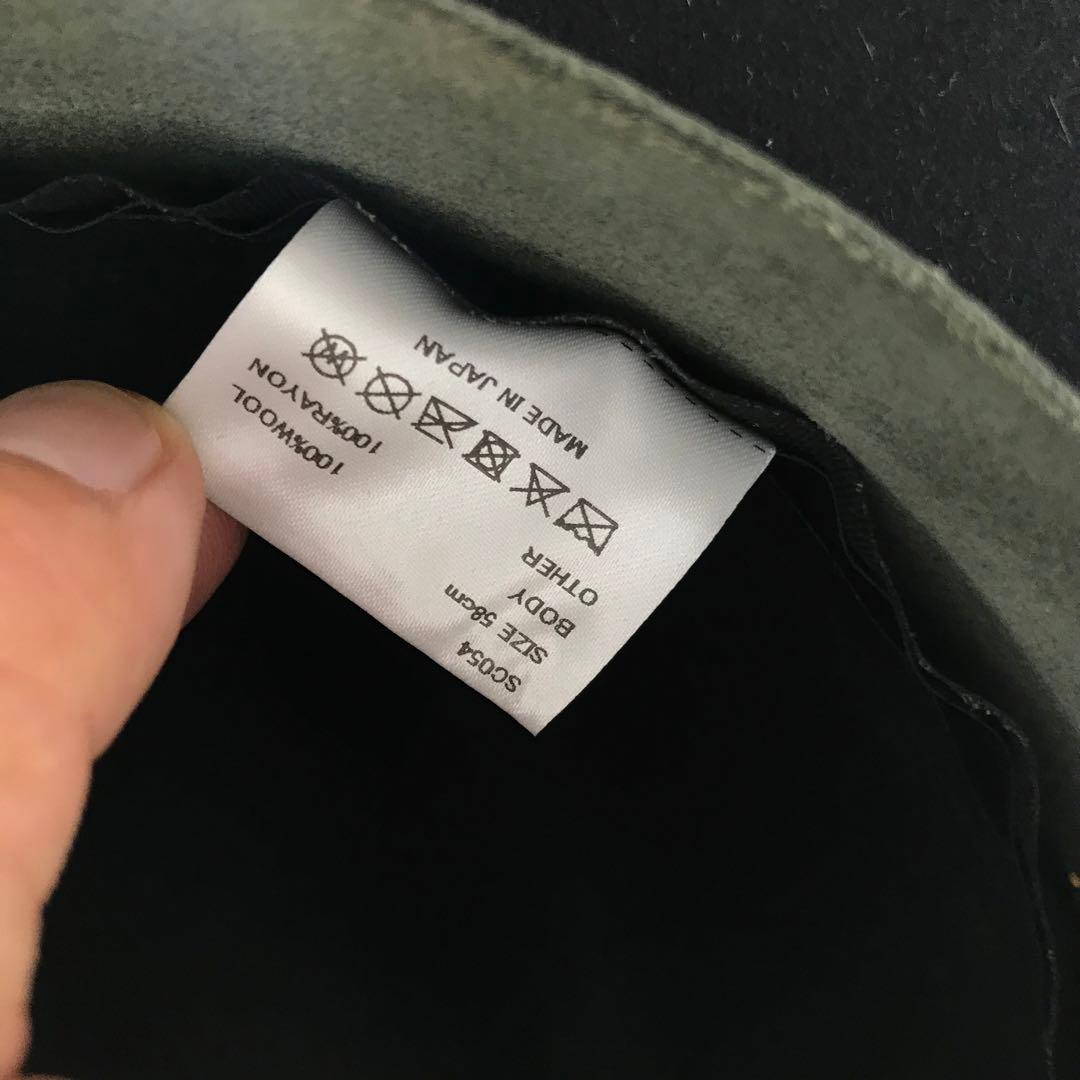 SC054
SIZE 58cm
BODY 100%WOOL
OTHER 100%RAYON
MADE IN JAPAN